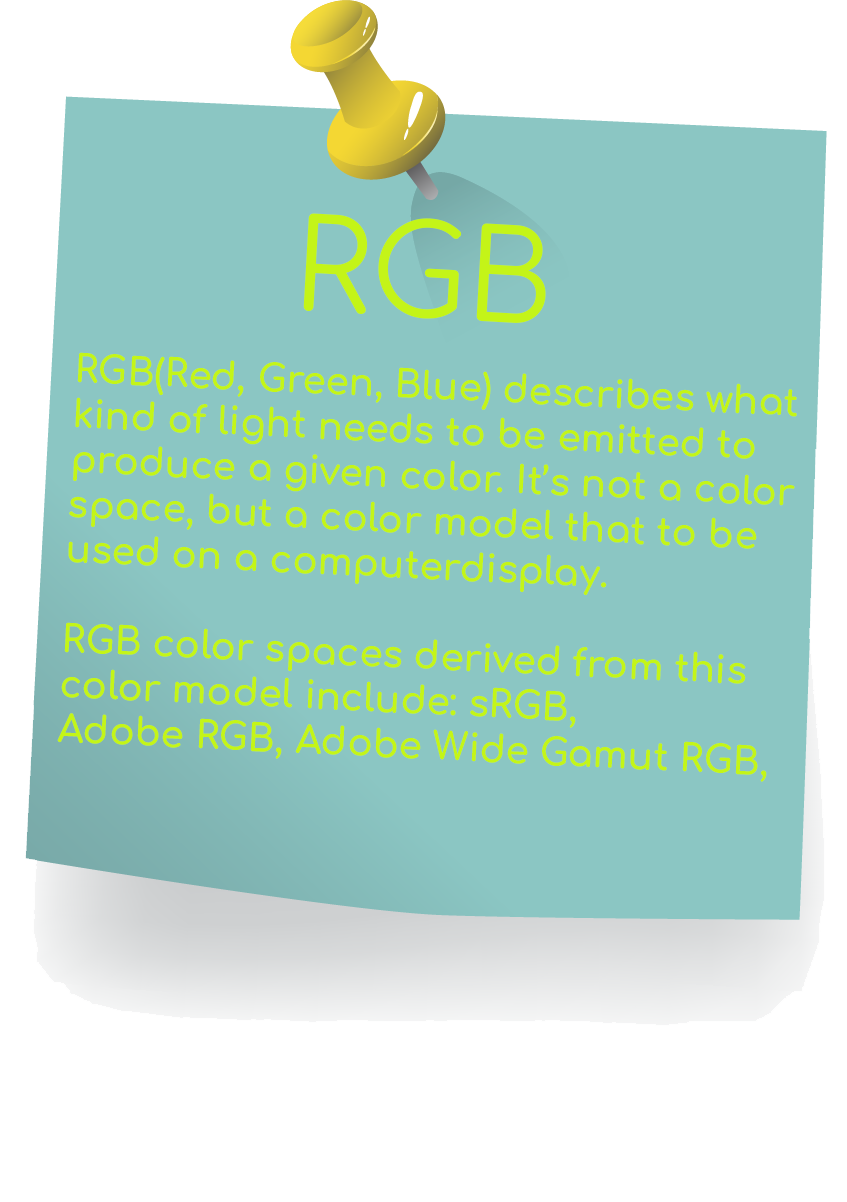 RGB
RGB(Red, Green, Blue) describes what
kind of light needs to be emitted to
produce a given color. It’s not a color
space, but a color model that to be
used on a computerdisplay.
RGB color spaces derived from this
color model include: sRGB,
Adobe RGB, Adobe Wide Gamut RGB,